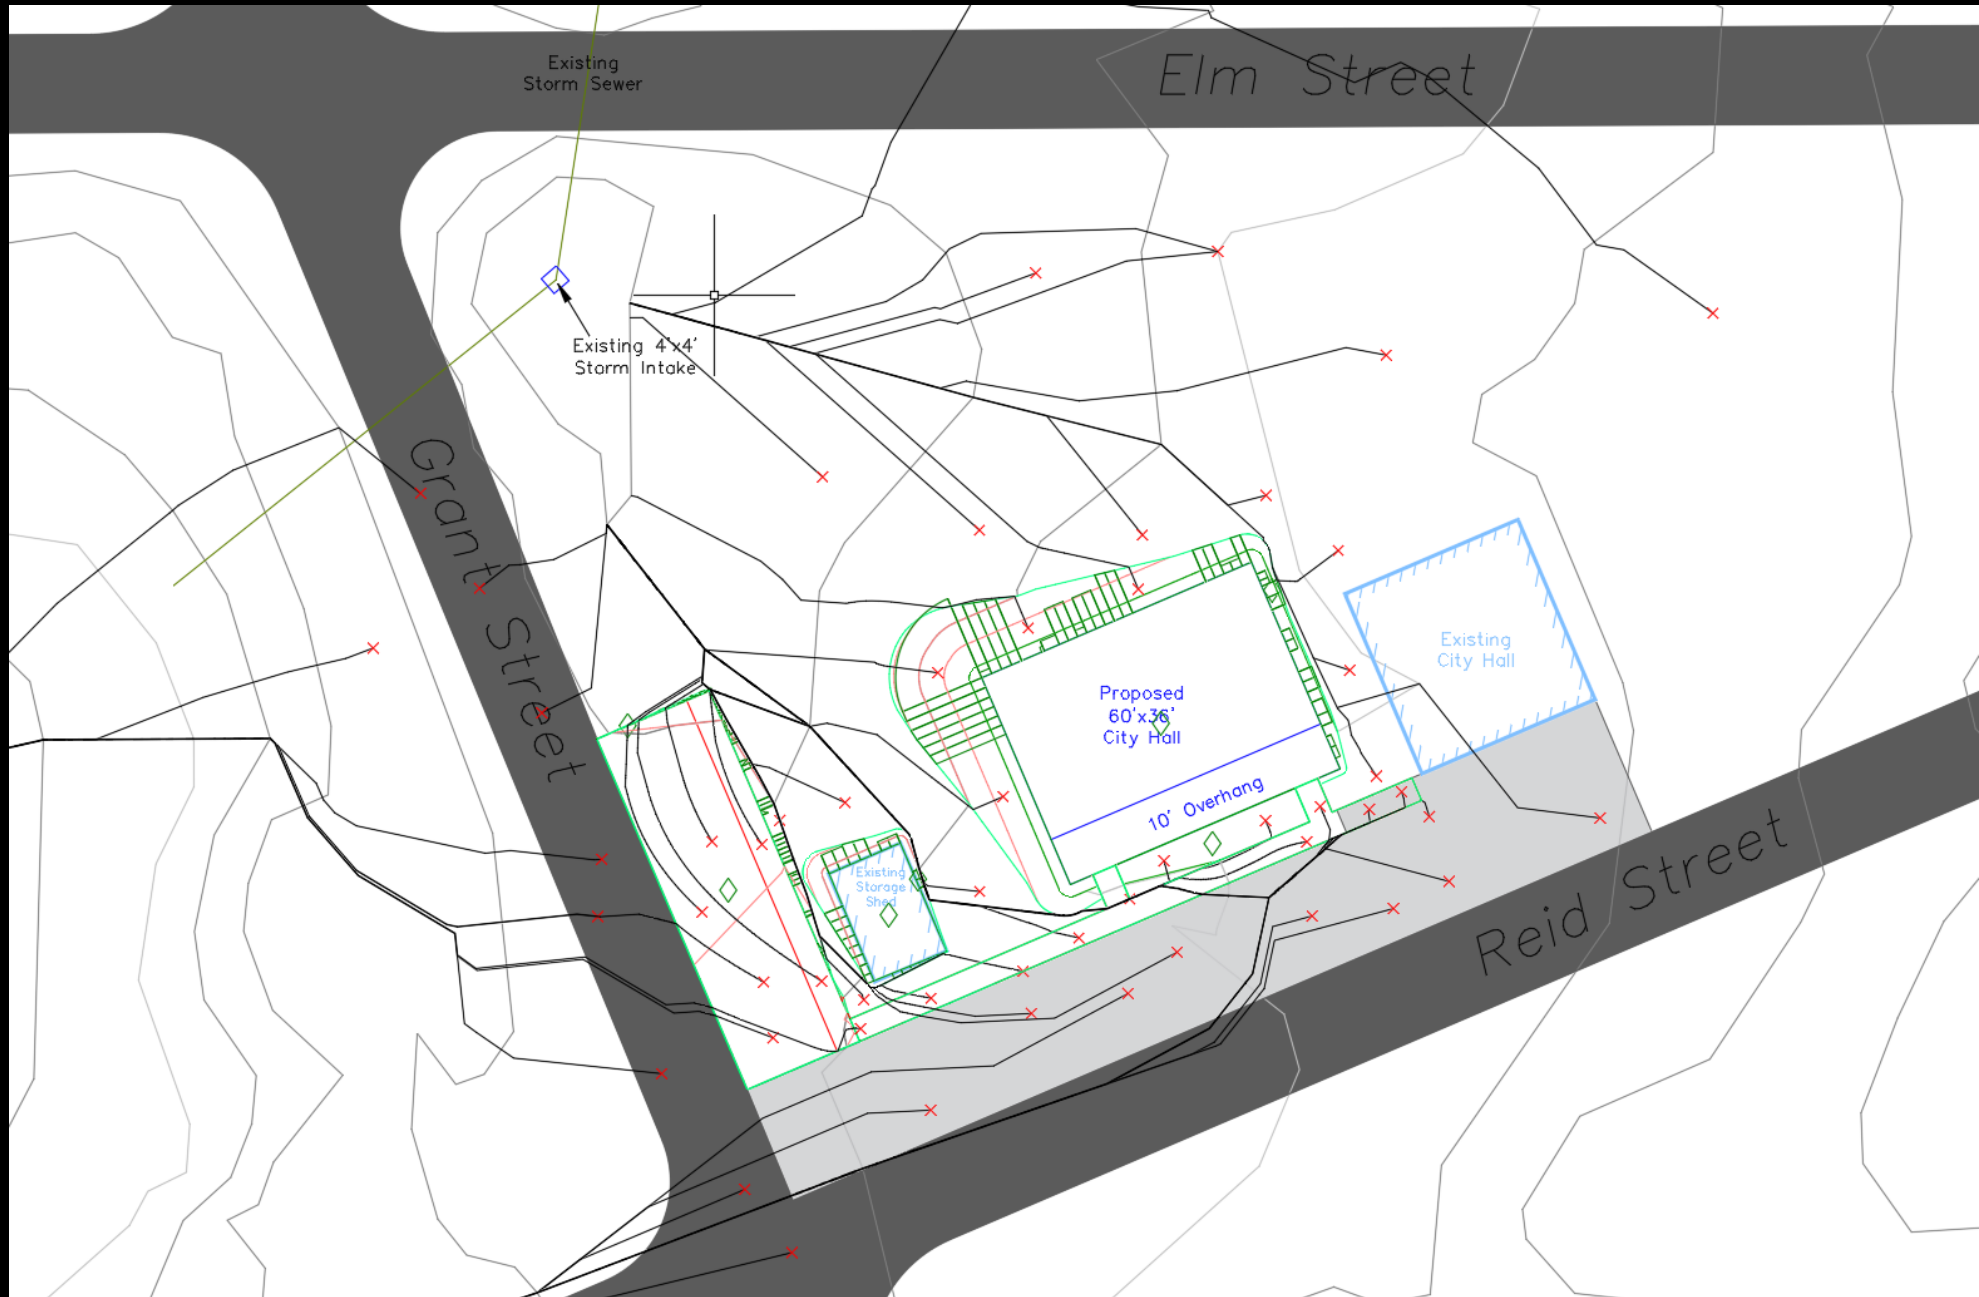 Existing
Storm Sewer
Elm Street
Existing 4'x4'
Storm Intake
Grant Street
Existing
City Hall
Proposed
60'x36'
City Hall
10' Overhang
Existing
Storage
Shed
Reid Street